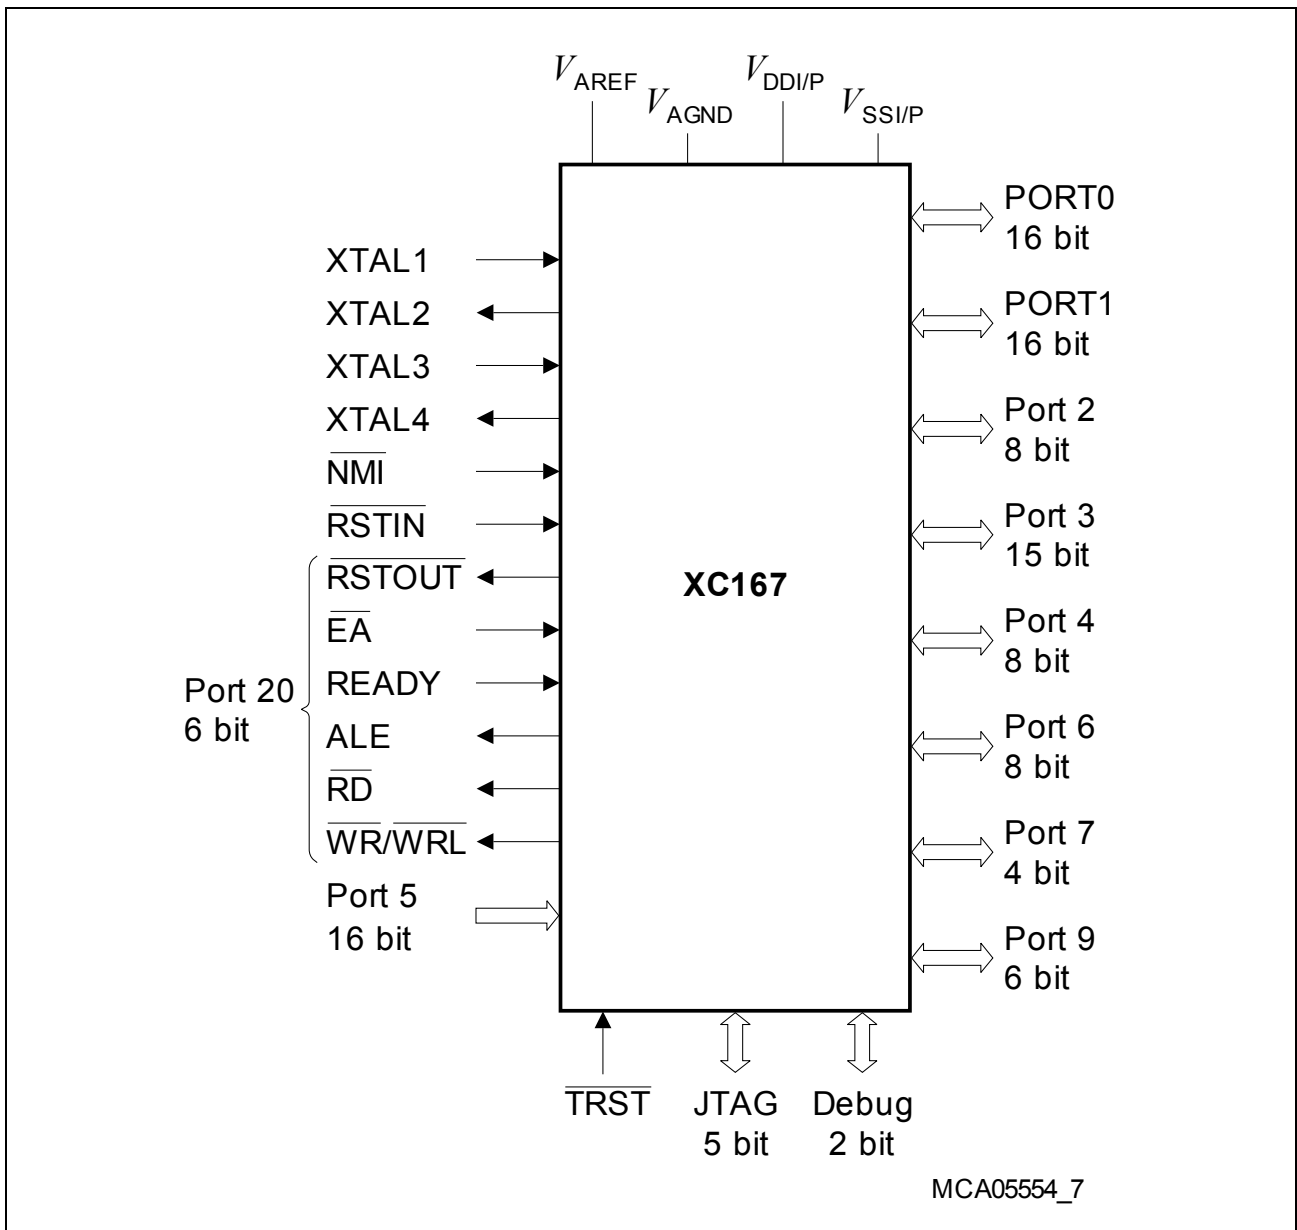 VAREF
VAGND
VDDI/P
VSSI/P
XTAL1
XTAL2
XTAL3
XTAL4
NMI
RSTIN
RSTOUT
EA
READY
ALE
RD
WR/WRL
Port 20
6 bit
Port 5
16 bit
XC167
PORT0
16 bit
PORT1
16 bit
Port 2
8 bit
Port 3
15 bit
Port 4
8 bit
Port 6
8 bit
Port 7
4 bit
Port 9
6 bit
TRST
JTAG
5 bit
Debug
2 bit
MCA05554_7